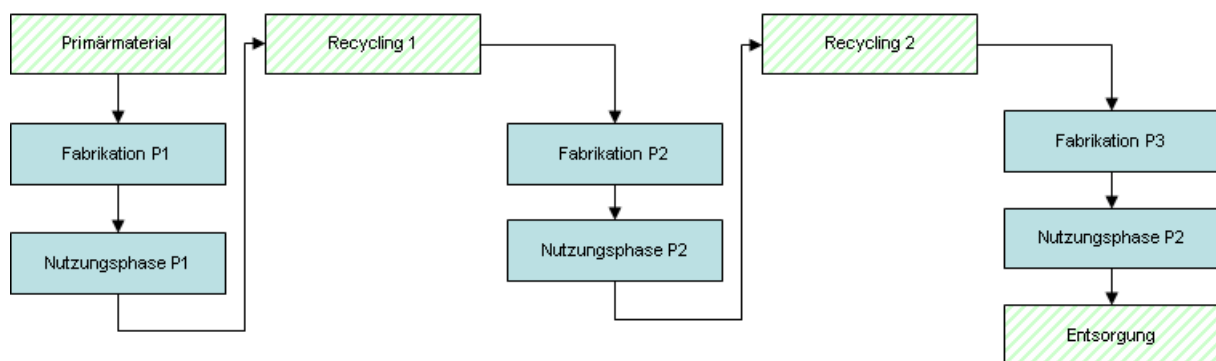 Primärmaterial
Fabrikation P1
Nutzungsphase P1
Recycling 1
Fabrikation P2
Nutzungsphase P2
Recycling 2
Fabrikation P3
Nutzungsphase P2
Entsorgung